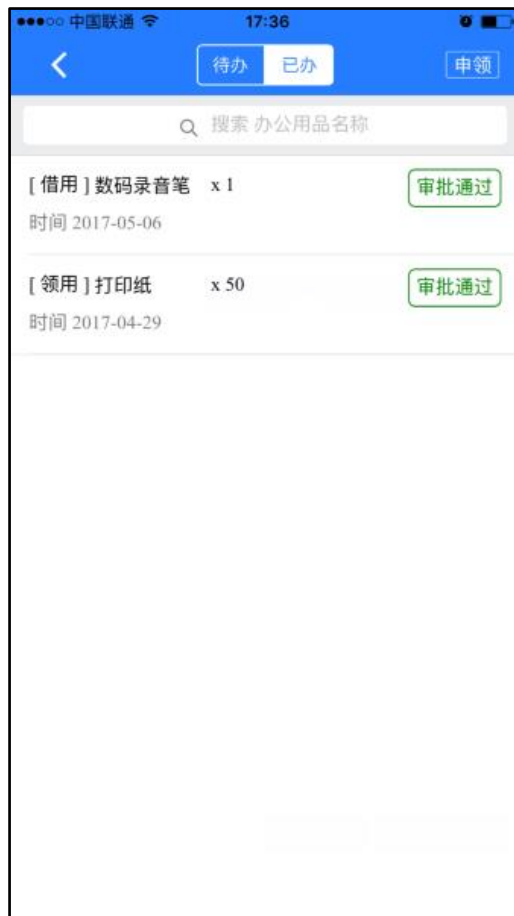 中国联通 17:36
待办 已办 申领
搜索 办公用品名称
[ 借用 ] 数码录音笔 x 1 审批通过
时间 2017-05-06
[ 领用 ] 打印纸 x 50 审批通过
时间 2017-04-29